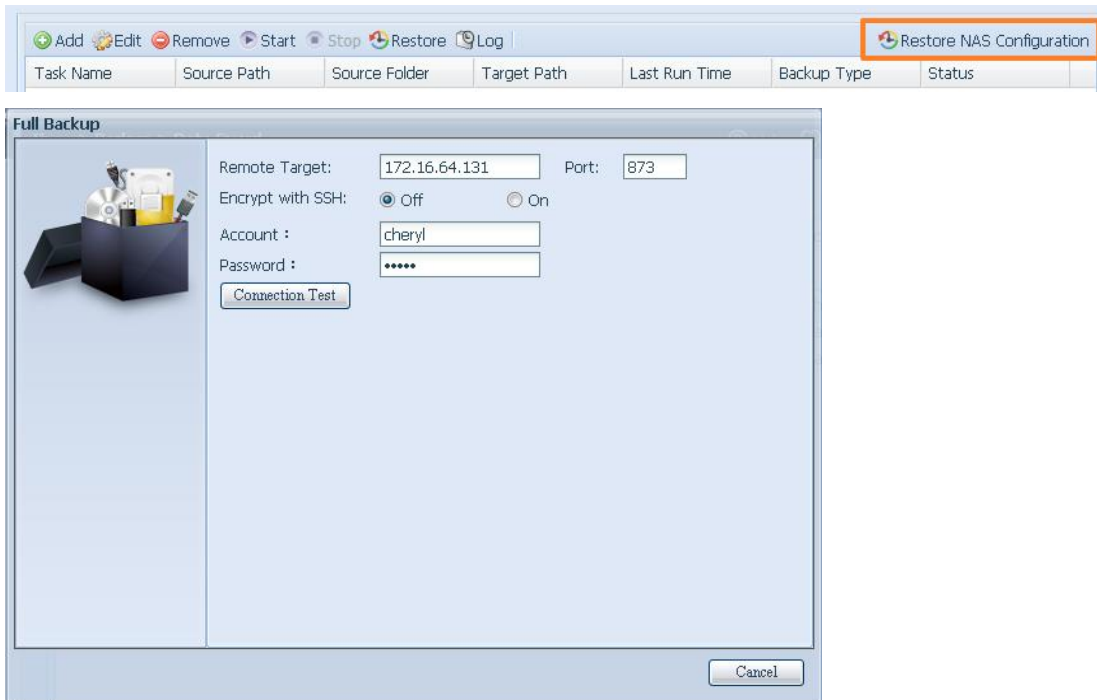 Add Edit Remove Start Stop Restore Log Restore NAS Configuration
Task Name Source Path Source Folder Target Path Last Run Time Backup Type Status
Full Backup
Remote Target: 172.16.64.131 Port: 873
Encrypt with SSH: Off On
Account : cheryl
Password : •••••
Connection Test
Cancel